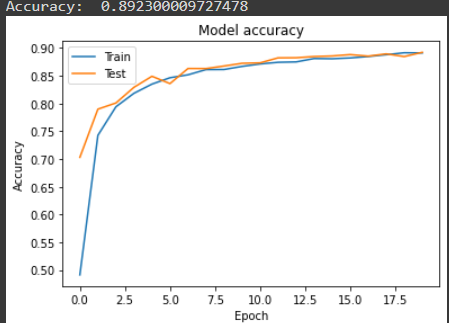 Accuracy:  0.892300009727478
Model accuracy
0.90
0.85
0.80
0.75
0.70
0.65
0.60
0.55
0.50
Accuracy
Train
Test
0.0 2.5 5.0 7.5 10.0 12.5 15.0 17.5
Epoch